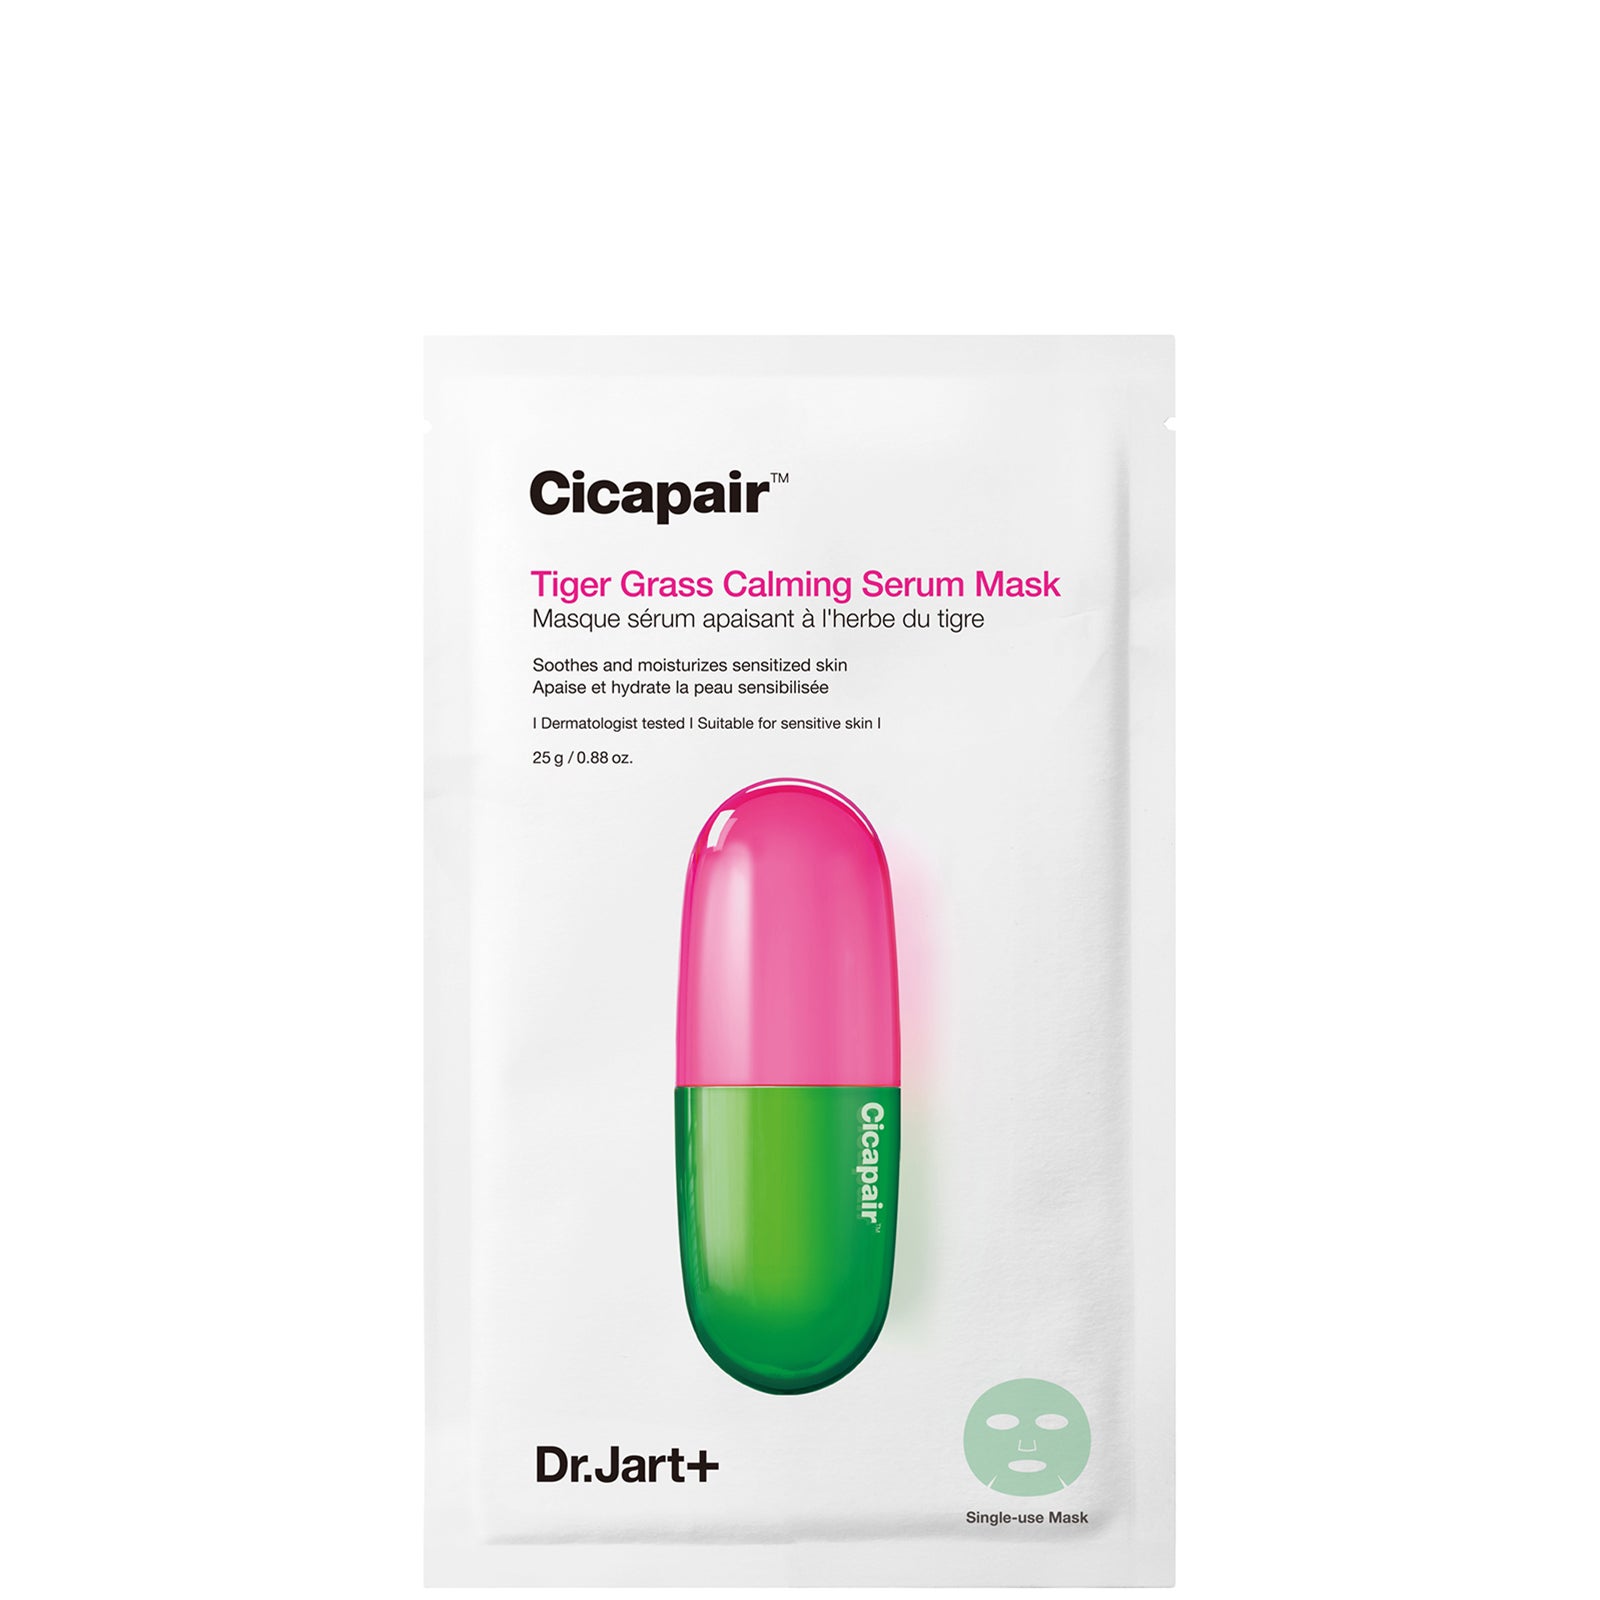 Cicapair™
Tiger Grass Calming Serum Mask
Masque sérum apaisant à l'herbe du tigre
Soothes and moisturizes sensitized skin
Apaise et hydrate la peau sensibilisée
I Dermatologist tested I Suitable for sensitive skin I
25 g / 0.88 oz.
Cicapair™
Dr.Jart+
Single-use Mask